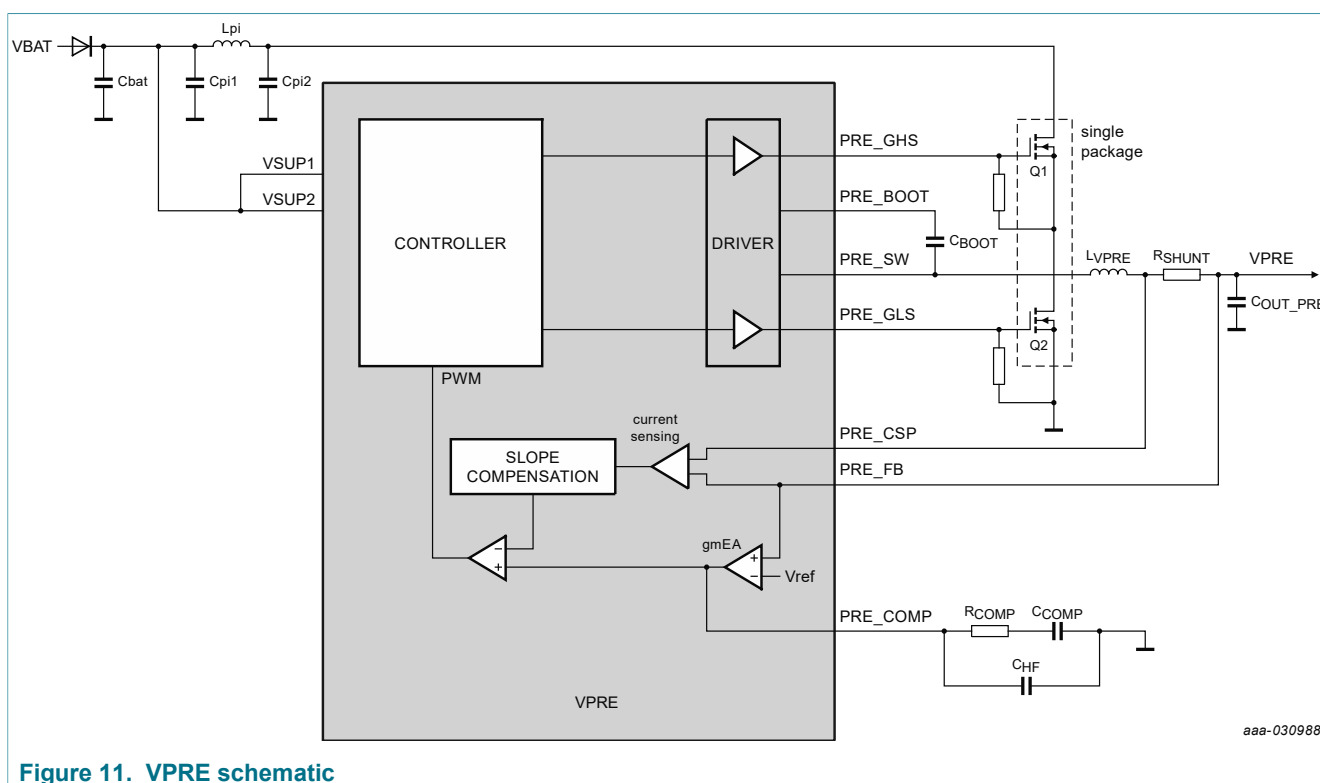 Lpi
VBAT
Cbat
Cpi1
Cpi2
single
package
PRE_GHS
Q1
VSUP1
VSUP2
PRE_BOOT
CONTROLLER
DRIVER
CBOOT
PRE_SW
LVPRE
RSHUNT
VPRE
COUT_PRE
PRE_GLS
Q2
PWM
current
sensing
PRE_CSP
SLOPE
COMPENSATION
PRE_FB
gmEA
+
−
Vref
−
+
PRE_COMP
RCOMP
CCOMP
CHF
VPRE
aaa-030988
Figure 11. VPRE schematic